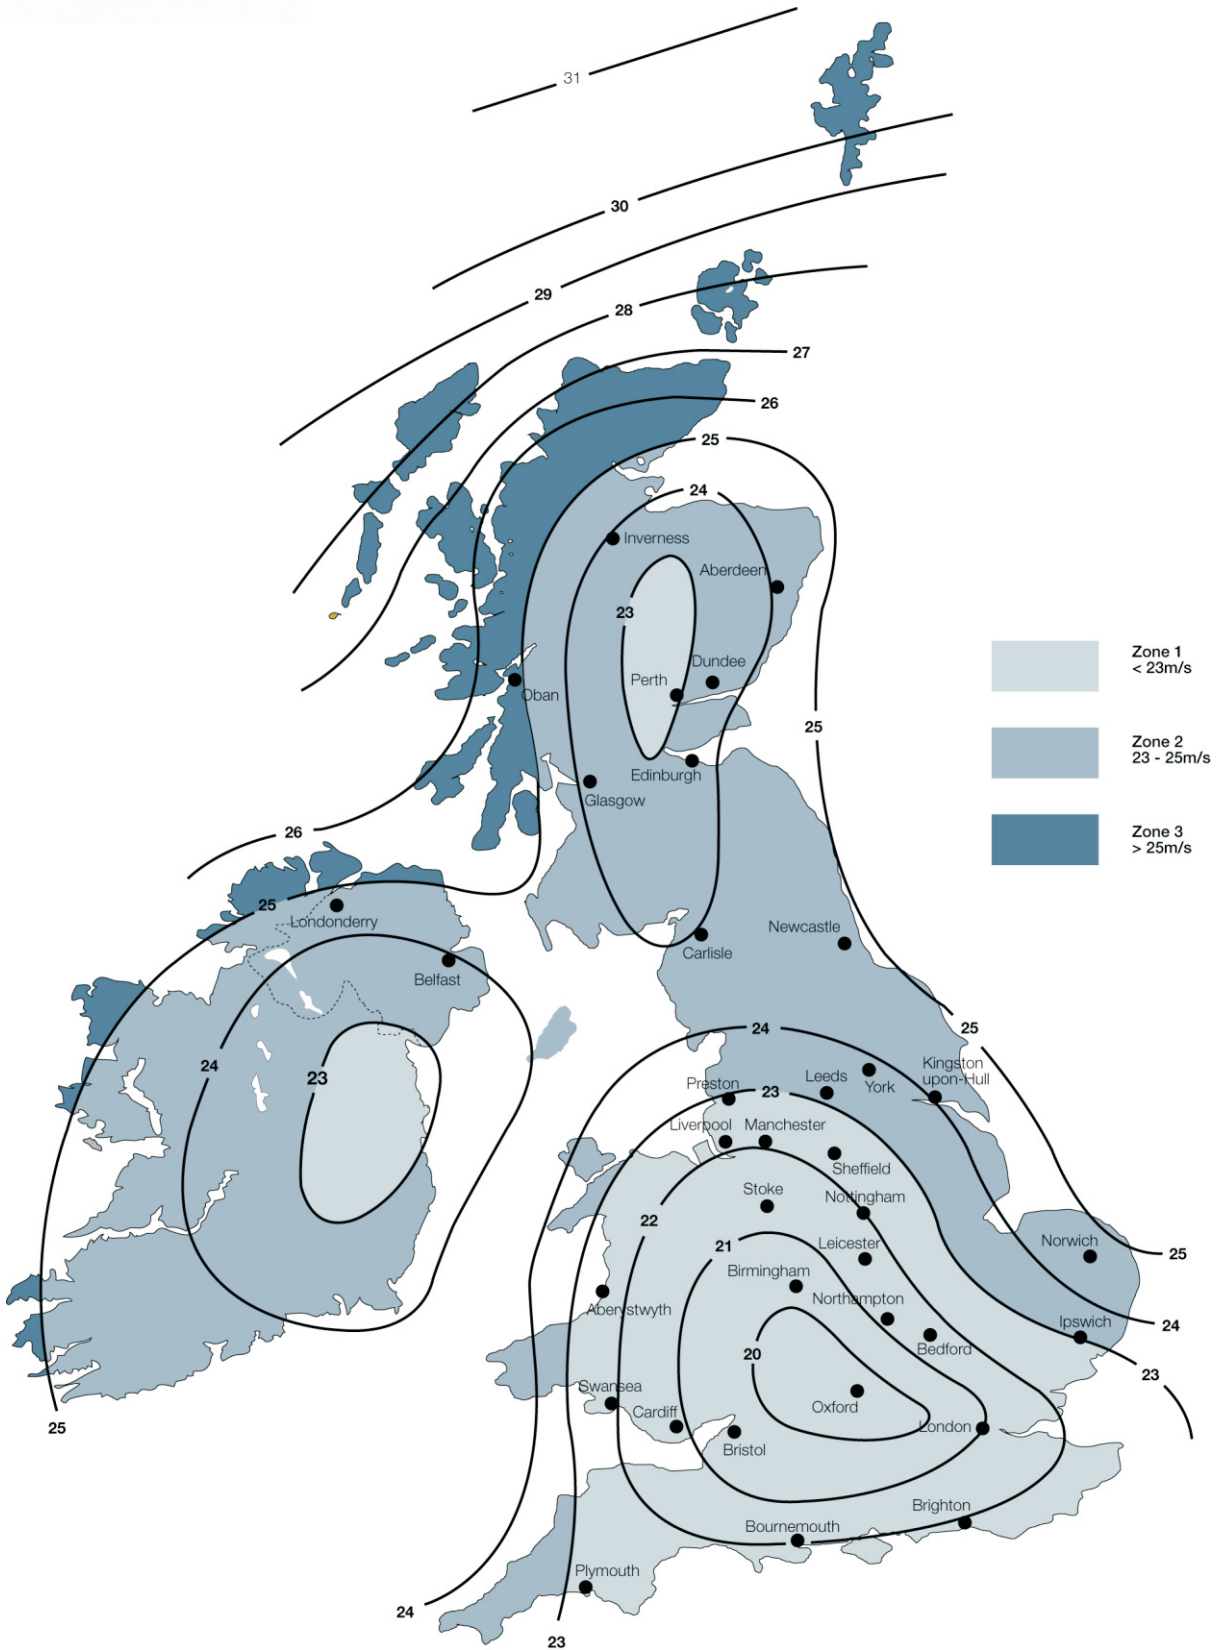 31
30
29
28
27
26
25
24
Inverness
Aberdeen
23
Dundee
Perth
Oban
Zone 1
< 23m/s
25
Zone 2
23 - 25m/s
Edinburgh
Glasgow
26
Zone 3
> 25m/s
25
Londonderry
Newcastle
Carlisle
Belfast
24
25
24
23
Preston
23
Leeds
York
Kingston
upon-Hull
Liverpool
Manchester
Sheffield
Stoke
Nottingham
22
21
Leicester
Norwich
25
Birmingham
Northampton
Aberystwyth
24
Ipswich
20
Bedford
23
Swansea
Oxford
Cardiff
London
25
Bristol
Brighton
Bournemouth
Plymouth
24
23